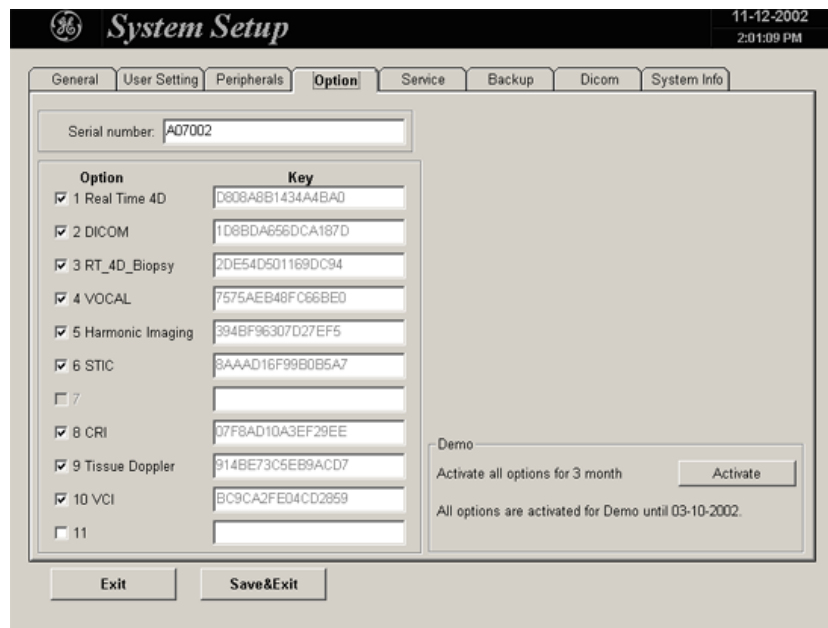 System Setup
11-12-2002
2:01:09 PM
General User Setting Peripherals Option Service Backup Dicom System Info
Serial number: A07002
Option Key
1 Real Time 4D D808A8B1434A4BA0
2 DICOM 1D8BDA656DCA187D
3 RT_4D_Biopsy 2DE54D501169DC94
4 VOCAL 7575AEB48FC66BE0
5 Harmonic Imaging 394BF96307D27EF5
6 STIC 8AAAD16F99B0B5A7
7
8 CRI 07F8AD10A3EF29EE
9 Tissue Doppler 914BE73C5EB9ACD7
10 VCI BC9CA2FE04CD2859
11
Demo
Activate all options for 3 month Activate
All options are activated for Demo until 03-10-2002.
Exit Save&Exit